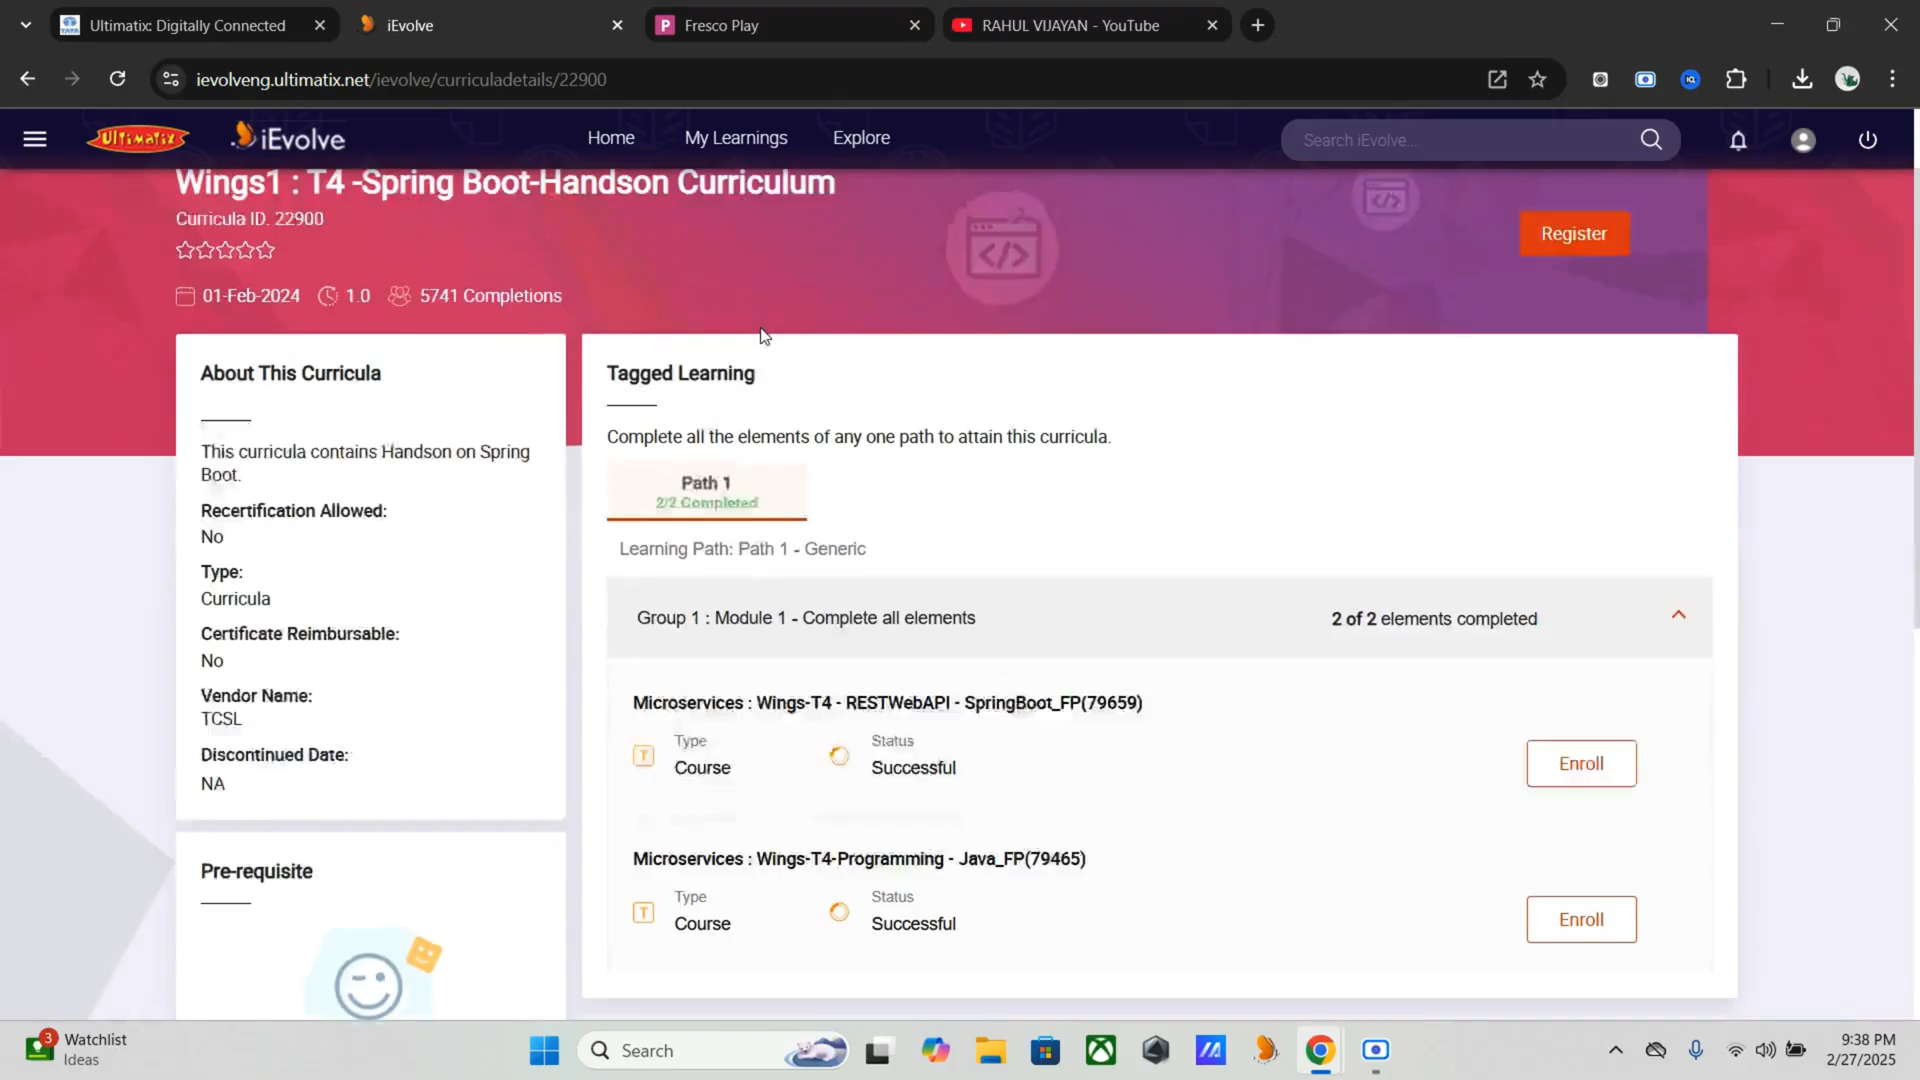 Ultimatix: Digitally Connected
iEvolve
Fresco Play
RAHUL VIJAYAN - YouTube
ievolveng.ultimatix.net/ievolve/curriculadetails/22900
ULTIMATIX
iEvolve
Home
My Learnings
Explore
Search iEvolve...
Wings1 : T4 -Spring Boot-Handson Curriculum
Curricula ID. 22900
Register
01-Feb-2024
1.0
5741 Completions
About This Curricula
This curricula contains Handson on Spring
Boot.
Recertification Allowed:
No
Type:
Curricula
Certificate Reimbursable:
No
Vendor Name:
TCSL
Discontinued Date:
NA
Pre-requisite
Tagged Learning
Complete all the elements of any one path to attain this curricula.
Path 1
2/2 Completed
Learning Path: Path 1 - Generic
Group 1 : Module 1 - Complete all elements
2 of 2 elements completed
Microservices : Wings-T4 - RESTWebAPI - SpringBoot_FP(79659)
T
Type
Course
Status
Successful
Enroll
Microservices : Wings-T4-Programming - Java_FP(79465)
T
Type
Course
Status
Successful
Enroll
3
Watchlist
Ideas
Search
9:38 PM
2/27/2025